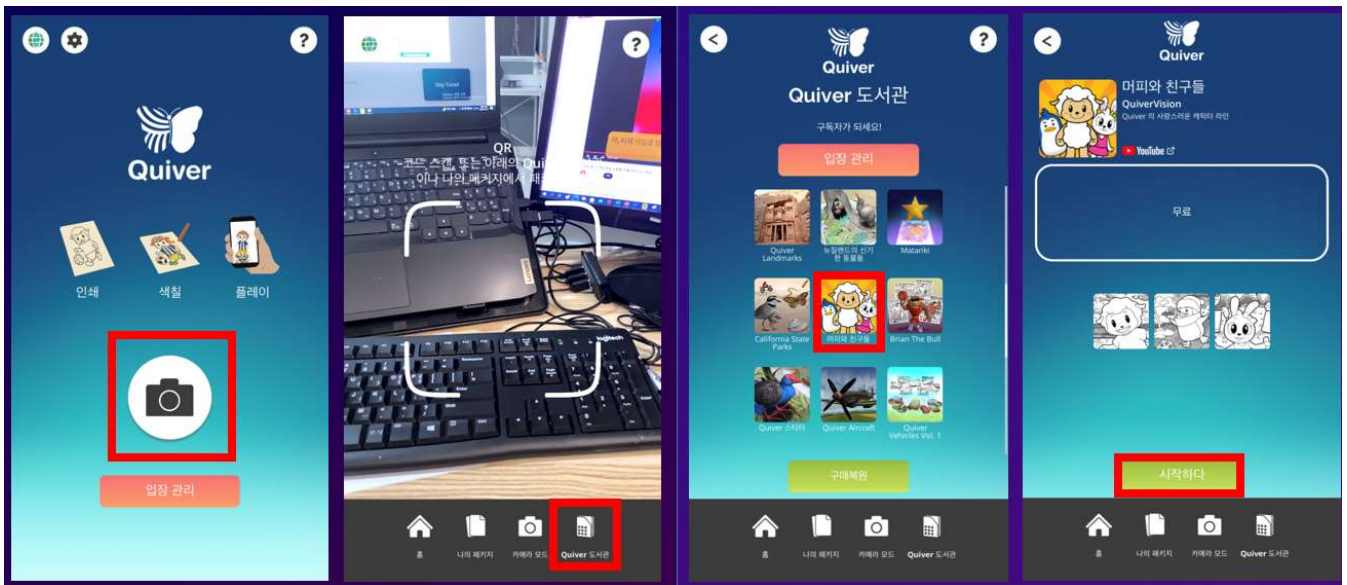 ?
Quiver
인쇄
색칠
플레이
입장 관리
?
QR
코드 스캔, 또는 아래의 Qui
이나 나의 패키지에서 패
Lenovo
logitech
홈
나의 패키지
카메라 모드
Quiver 도서관
<
?
Quiver
Quiver 도서관
구독자가 되세요!
입장 관리
Quiver
Landmarks
뉴질랜드의 신기
한 동물들
Matariki
California State
Parks
머피와 친구들
Brian The Bull
Quiver 스타터
Quiver Aircraft
Quiver
Vehicles Vol. 1
구매복원
홈
나의 패키지
카메라 모드
Quiver 도서관
<
Quiver
머피와 친구들
QuiverVision
Quiver 의 사랑스러운 캐릭터 라인
YouTube
무료
시작하다
홈
나의 패키지
카메라 모드
Quiver 도서관